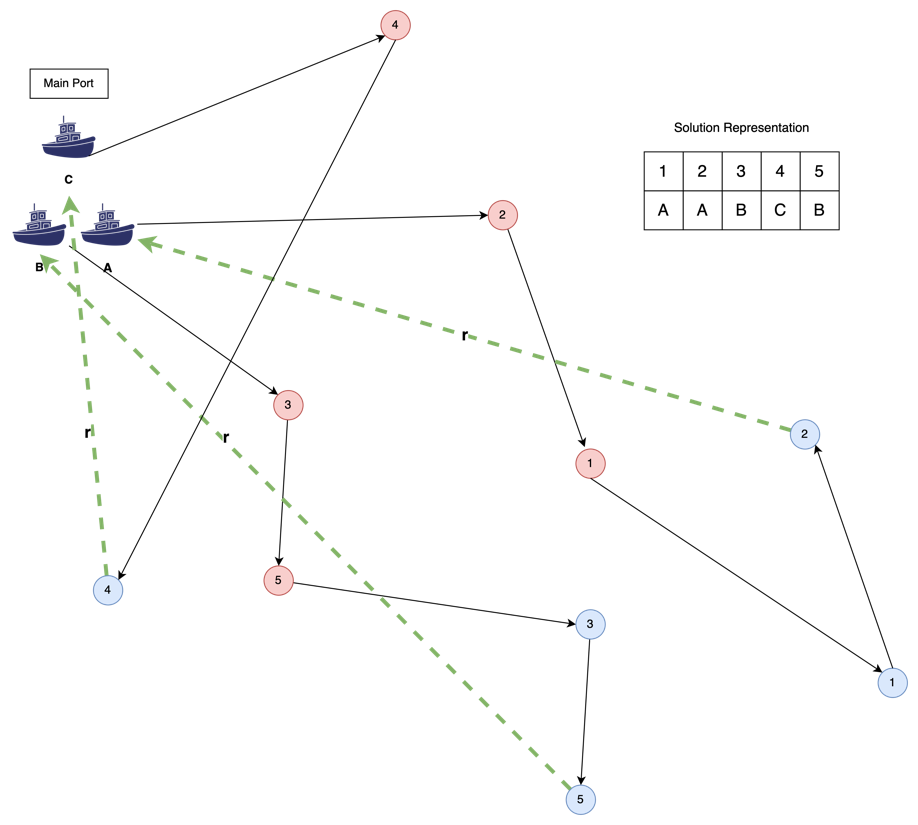 4
Main Port
Solution Representation
1 2 3 4 5
A A B C B
C
2
B
A
r
3
r
r
2
1
5
4
3
1
5